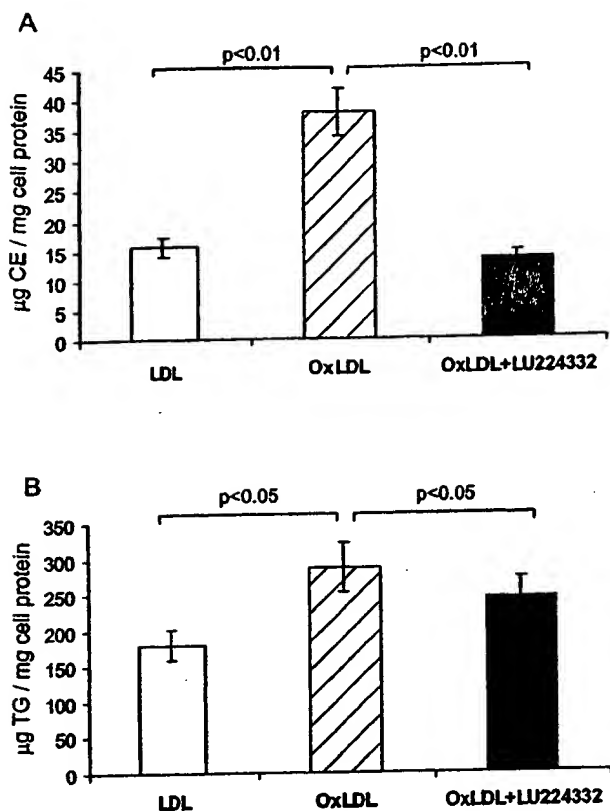 A
p<0.01 p<0.01
µg CE / mg cell protein
45
40
35
30
25
20
15
10
5
0
LDL OxLDL OxLDL+LU224332
B
p<0.05 p<0.05
µg TG / mg cell protein
350
300
250
200
150
100
50
0
LDL OxLDL OxLDL+LU224332